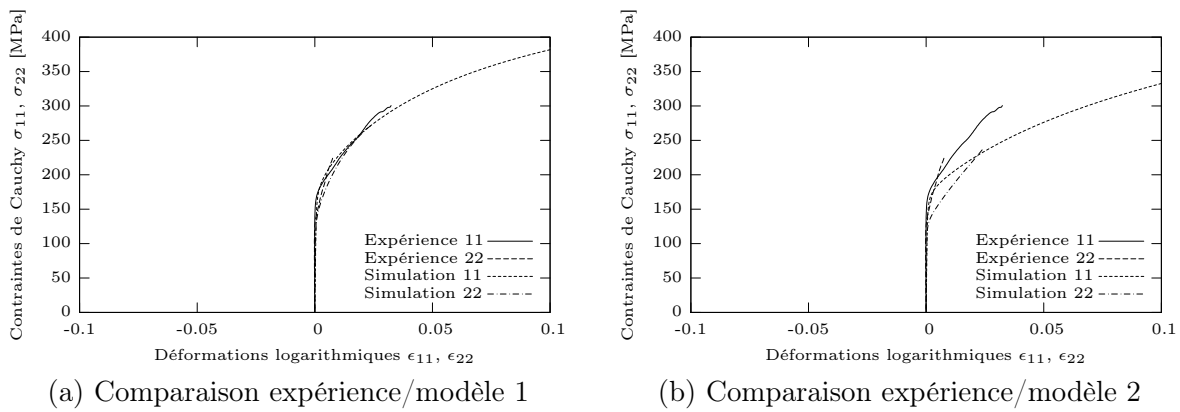 Contraintes de Cauchy σ11, σ22 [MPa]
400
350
300
250
200
150
100
50
0
-0.1
-0.05
0
0.05
0.1
Expérience 11
Expérience 22
Simulation 11
Simulation 22
Déformations logarithmiques ϵ11, ϵ22
(a) Comparaison expérience/modèle 1
Contraintes de Cauchy σ11, σ22 [MPa]
400
350
300
250
200
150
100
50
0
-0.1
-0.05
0
0.05
0.1
Expérience 11
Expérience 22
Simulation 11
Simulation 22
Déformations logarithmiques ϵ11, ϵ22
(b) Comparaison expérience/modèle 2